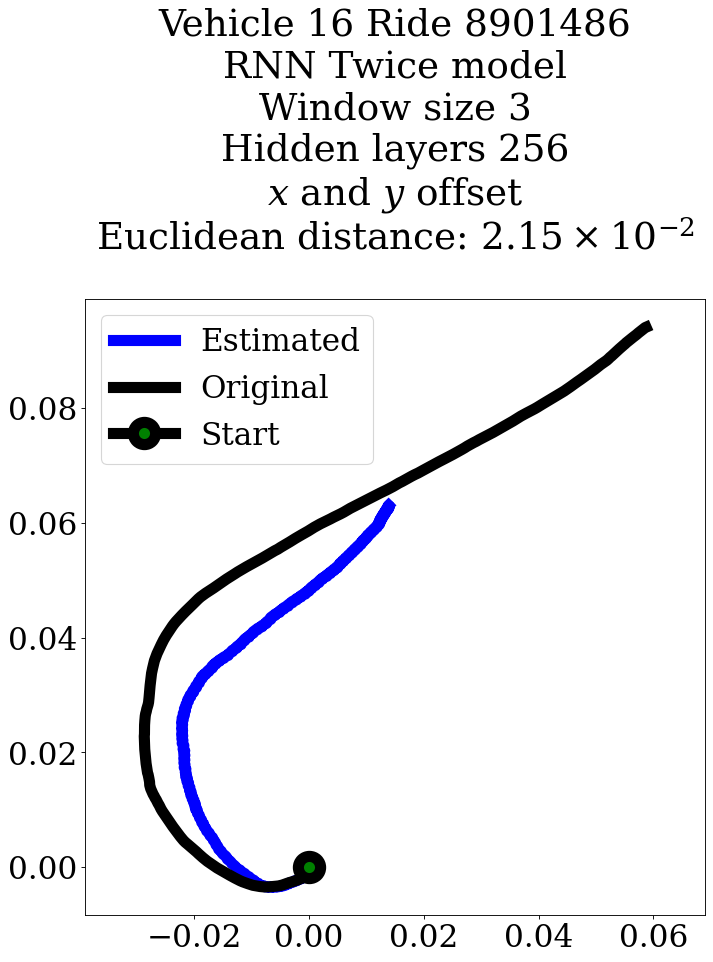 Vehicle 16 Ride 8901486
RNN Twice model
Window size 3
Hidden layers 256
x and y offset
Euclidean distance: 2.15 × 10⁻²
Estimated
Original
Start
0.08
0.06
0.04
0.02
0.00
−0.02 0.00 0.02 0.04 0.06